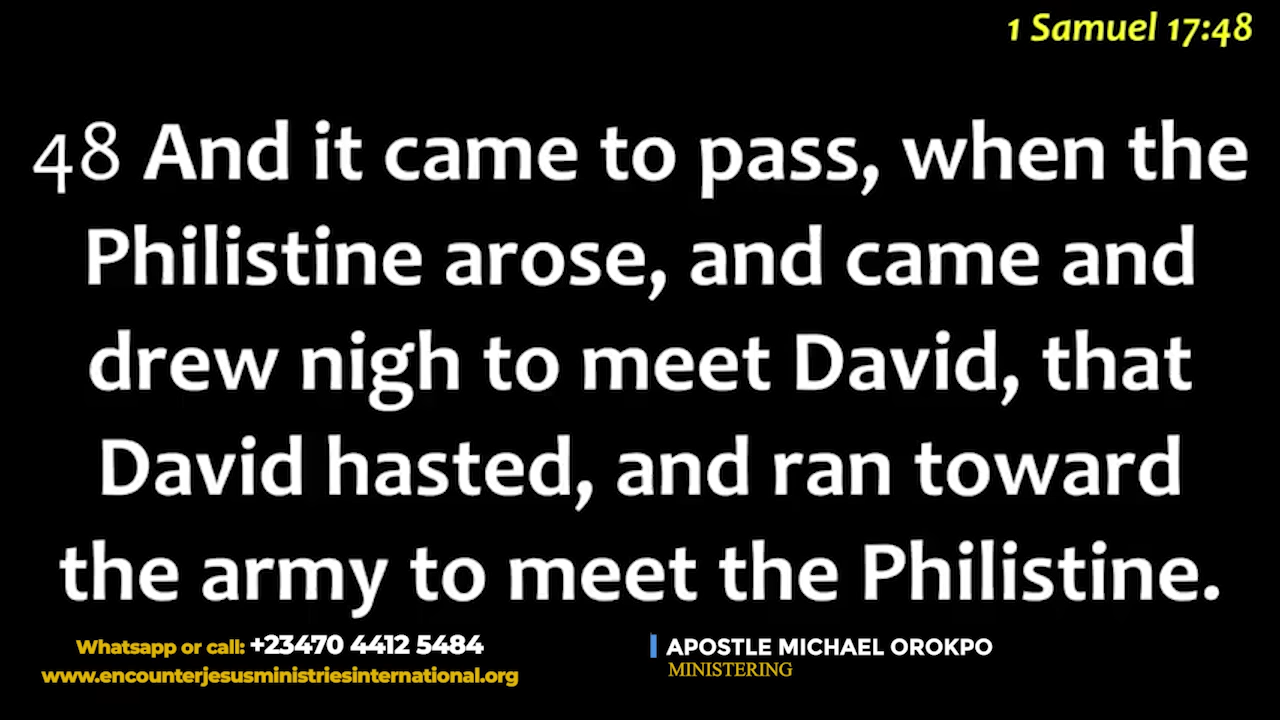 1 Samuel 17:48
48 And it came to pass, when the
Philistine arose, and came and
drew nigh to meet David, that
David hasted, and ran toward
the army to meet the Philistine.
Whatsapp or call: +23470 4412 5484
www.encounterjesusministriesinternational.org
APOSTLE MICHAEL OROKPO
MINISTERING